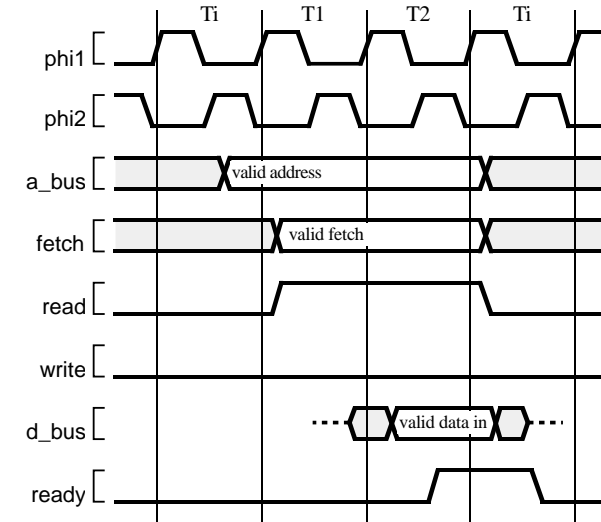 Ti T1 T2 Ti
phi1
phi2
a_bus valid address
fetch valid fetch
read
write
d_bus valid data in
ready